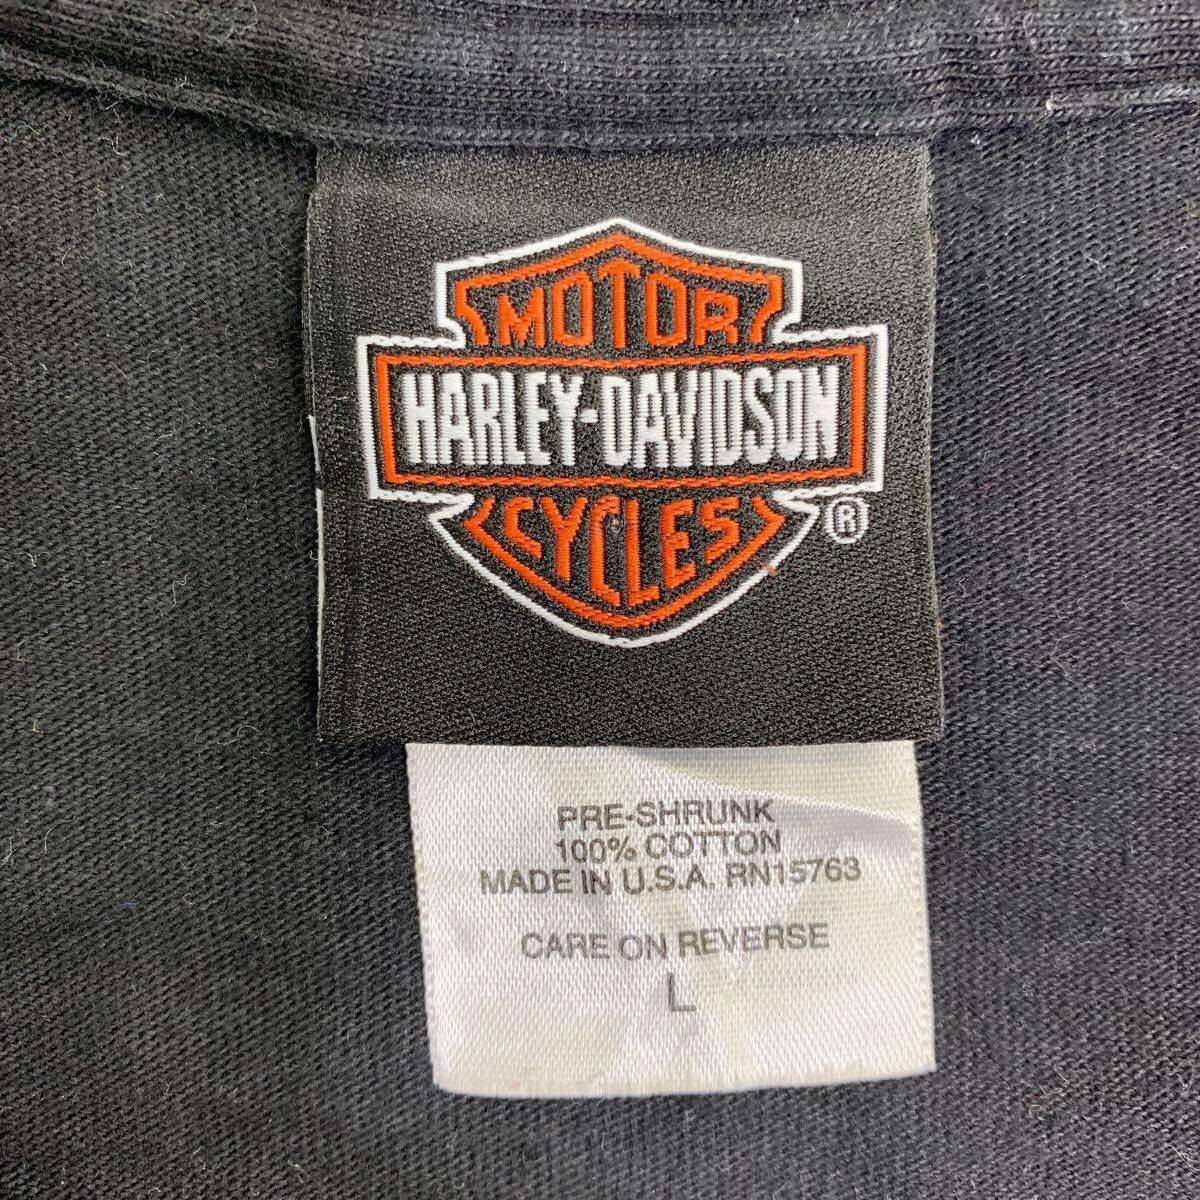 MOTOR
HARLEY-DAVIDSON
CYCLES
®
PRE-SHRUNK
100% COTTON
MADE IN U.S.A. RN15763
CARE ON REVERSE
L